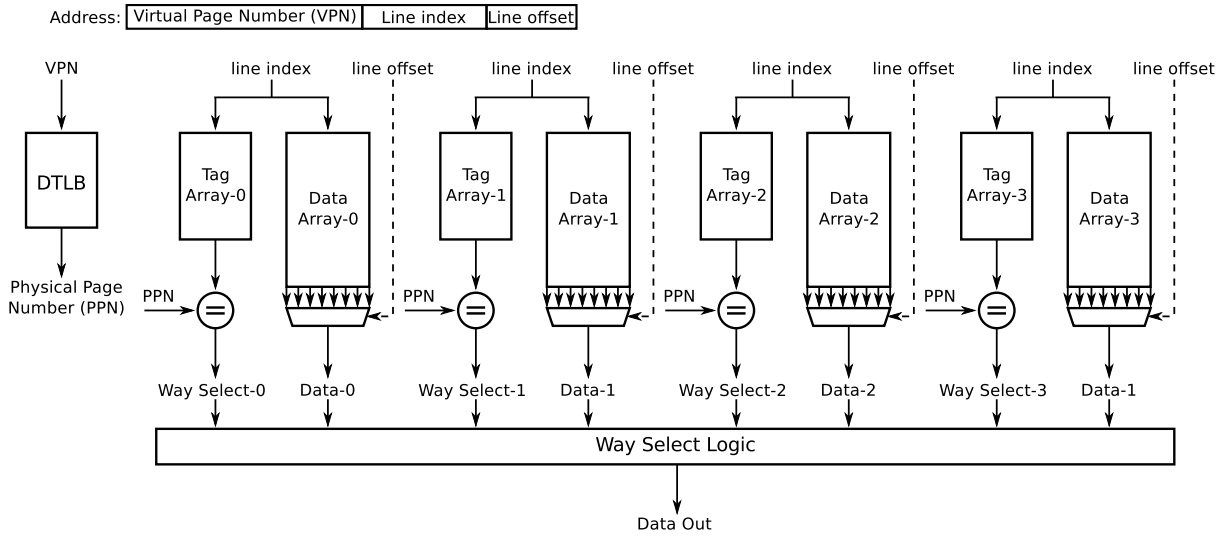 Address: Virtual Page Number (VPN) Line index Line offset
VPN line index line offset line index line offset line index line offset line index line offset
DTLB
Tag
Array-0
Data
Array-0
Tag
Array-1
Data
Array-1
Tag
Array-2
Data
Array-2
Tag
Array-3
Data
Array-3
Physical Page
Number (PPN)
PPN = PPN = PPN = PPN =
Way Select-0 Data-0 Way Select-1 Data-1 Way Select-2 Data-2 Way Select-3 Data-1
Way Select Logic
Data Out